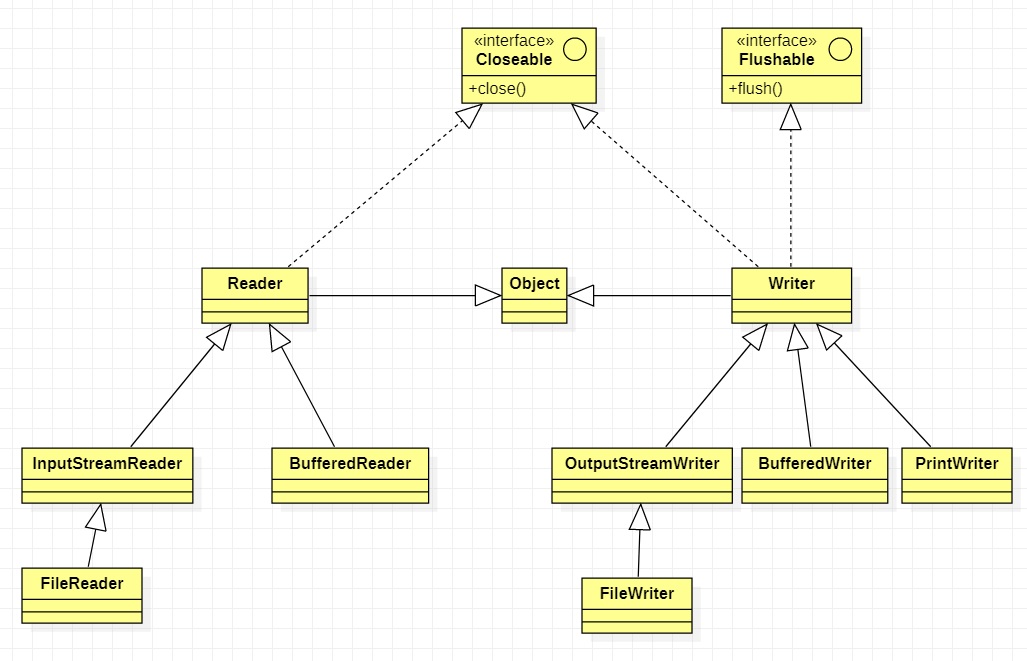 «interface»
Closeable
+close()
«interface»
Flushable
+flush()
Reader
Object
Writer
InputStreamReader
BufferedReader
OutputStreamWriter
BufferedWriter
PrintWriter
FileReader
FileWriter